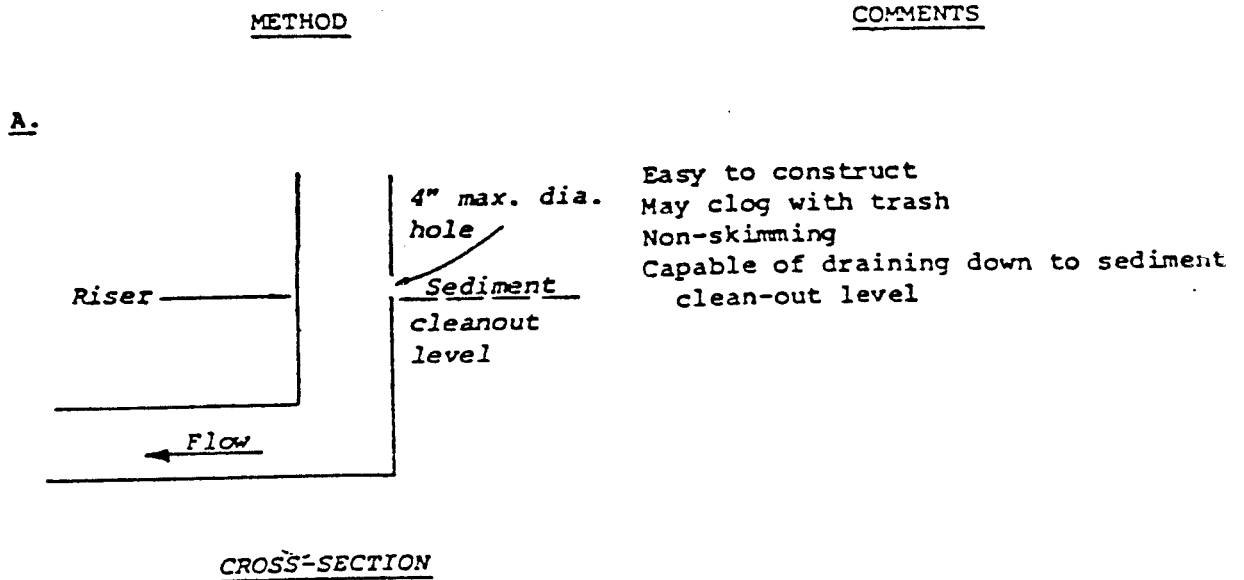 METHOD
COMMENTS
A.
4" max. dia.
hole
Riser
Sediment
cleanout
level
Easy to construct
May clog with trash
Non-skimming
Capable of draining down to sediment
clean-out level
Flow
CROSS-SECTION